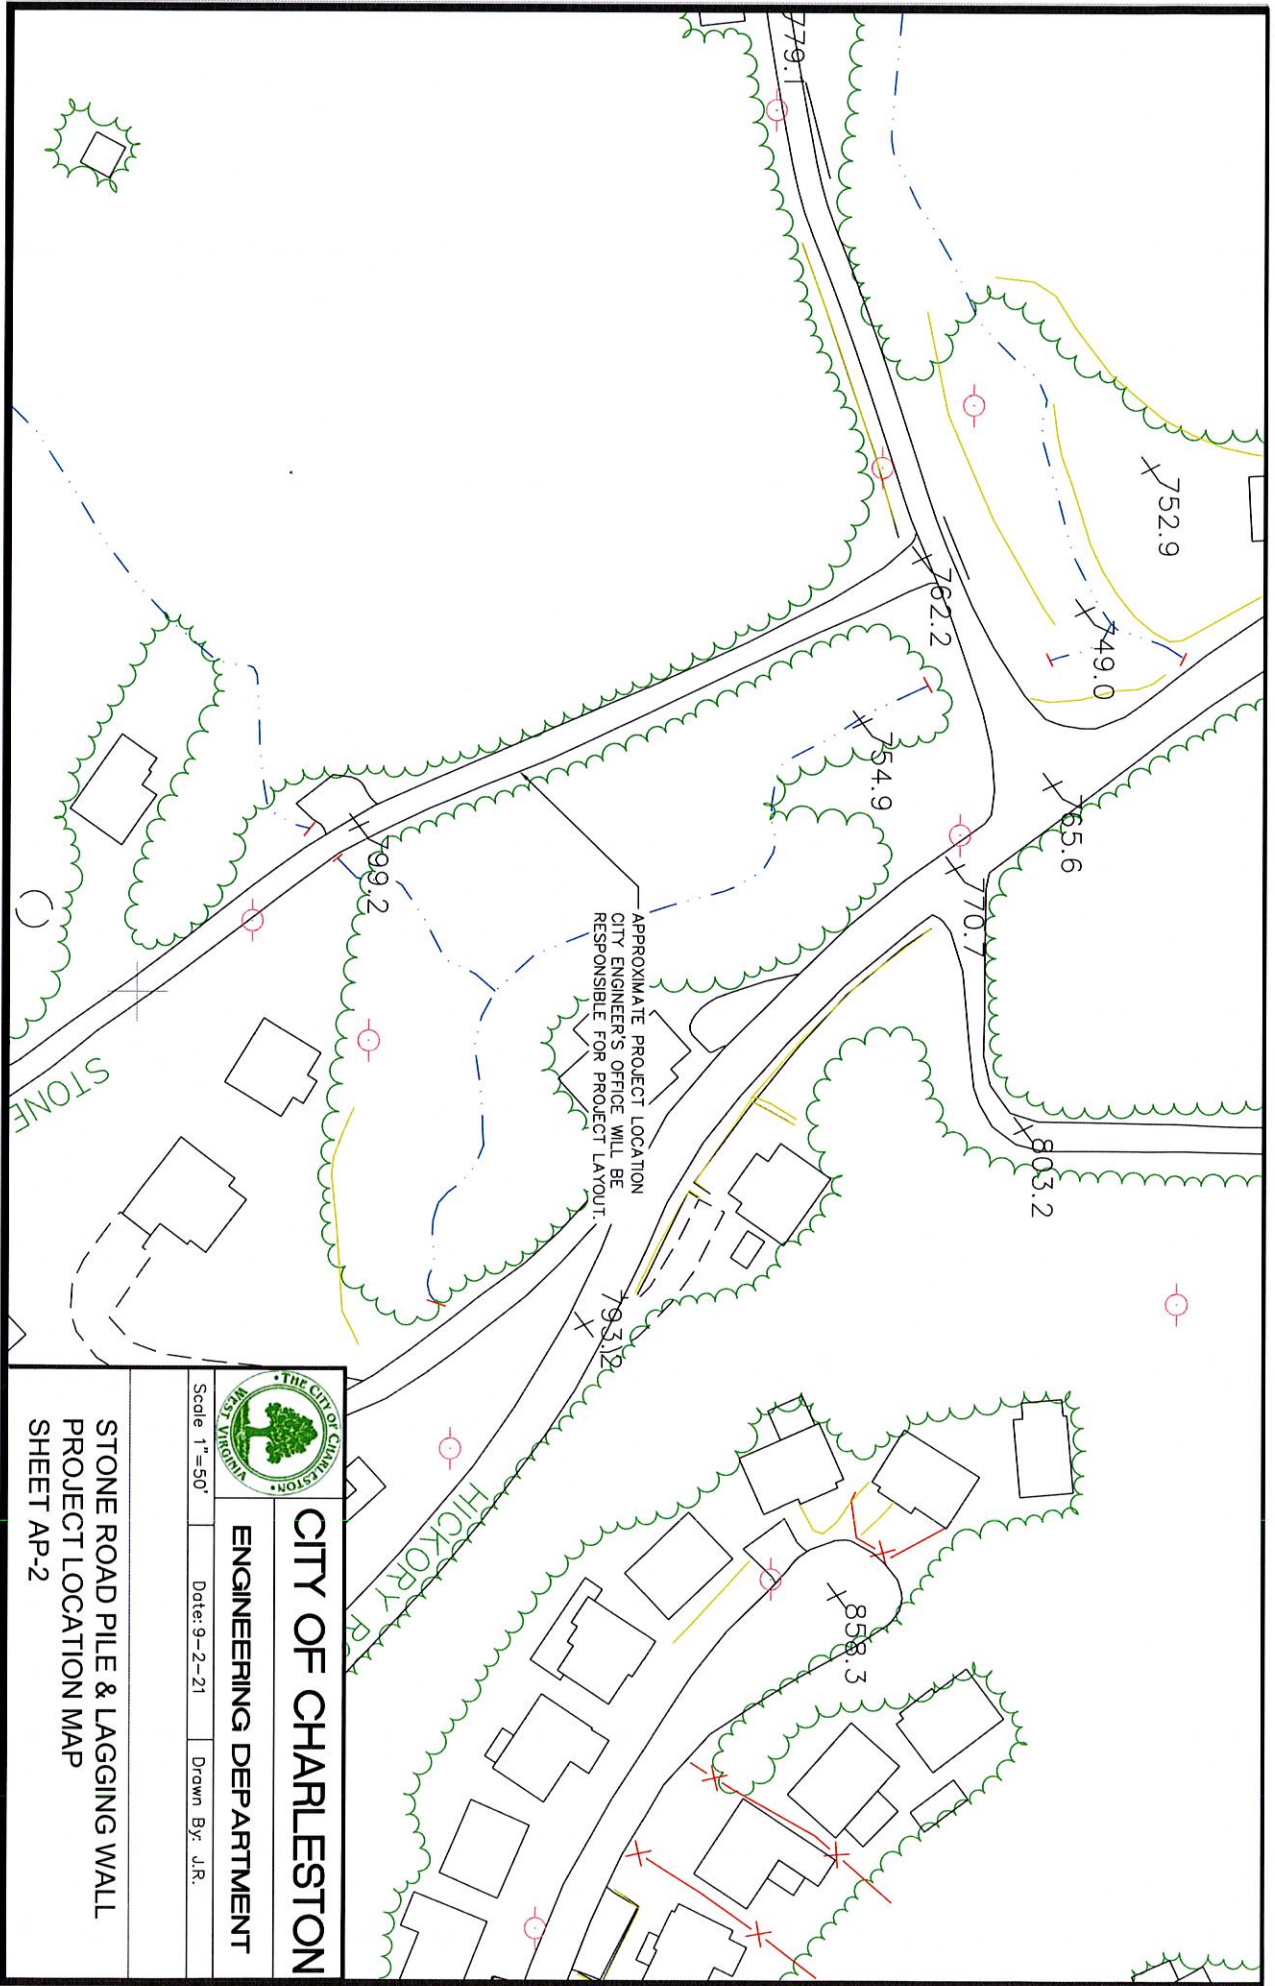 779.1
752.9
762.2
749.0
754.9
765.6
770.7
799.2
803.2
APPROXIMATE PROJECT LOCATION
CITY ENGINEER'S OFFICE WILL BE
RESPONSIBLE FOR PROJECT LAYOUT.
793.2
858.3
STONE
HICKORY
THE CITY OF CHARLESTON
WEST VIRGINIA
CITY OF CHARLESTON
ENGINEERING DEPARTMENT
Scale 1"=50' Date: 9-2-21 Drawn By: J.R.
STONE ROAD PILE & LAGGING WALL
PROJECT LOCATION MAP
SHEET AP-2